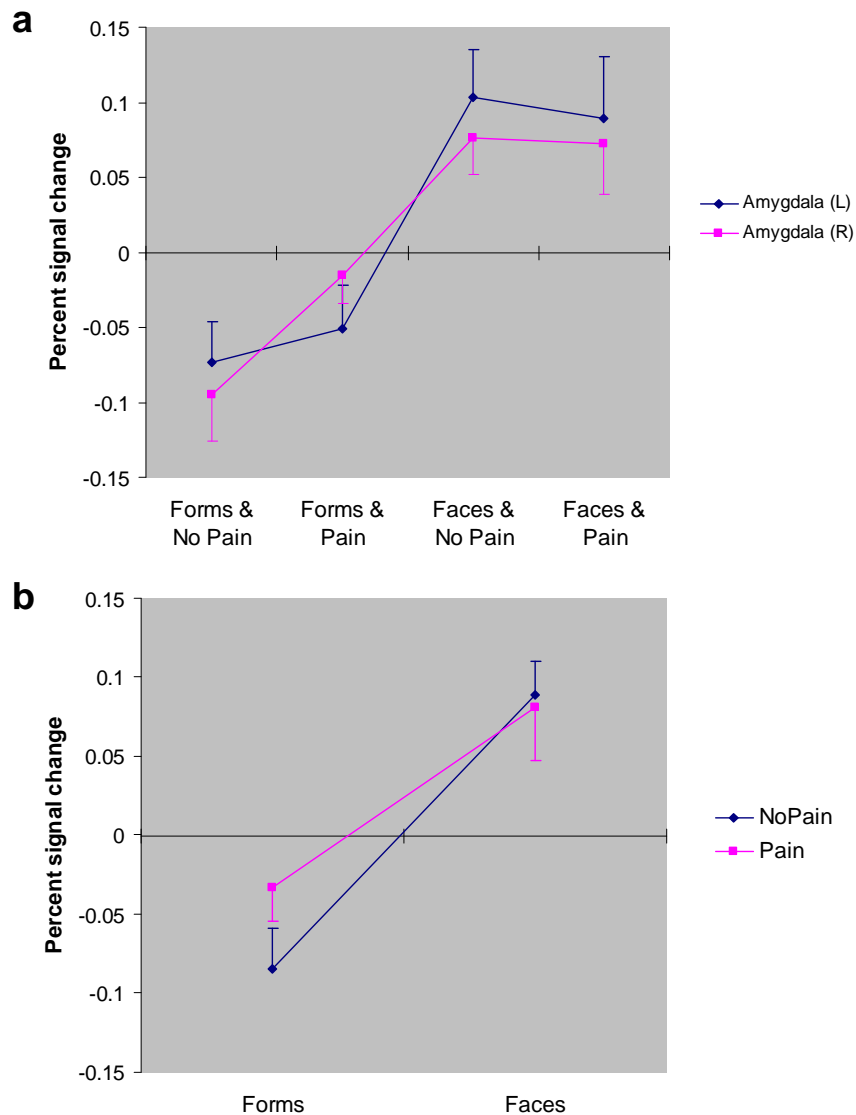 a
0.15
0.1
0.05
0
-0.05
-0.1
-0.15
Percent signal change
Forms & No Pain
Forms & Pain
Faces & No Pain
Faces & Pain
Amygdala (L)
Amygdala (R)
b
0.15
0.1
0.05
0
-0.05
-0.1
-0.15
Percent signal change
Forms
Faces
NoPain
Pain